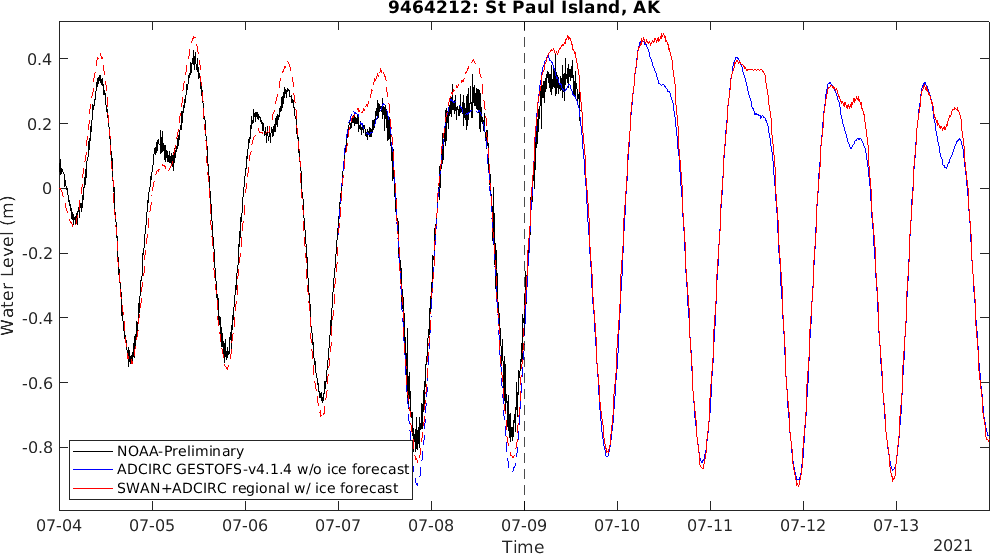 9464212: St Paul Island, AK
0.4
0.2
0
-0.2
-0.4
-0.6
-0.8
Water Level (m)
NOAA-Preliminary
ADCIRC GESTOFS-v4.1.4 w/o ice forecast
SWAN+ADCIRC regional w/ ice forecast
07-04 07-05 07-06 07-07 07-08 07-09 07-10 07-11 07-12 07-13
Time
2021